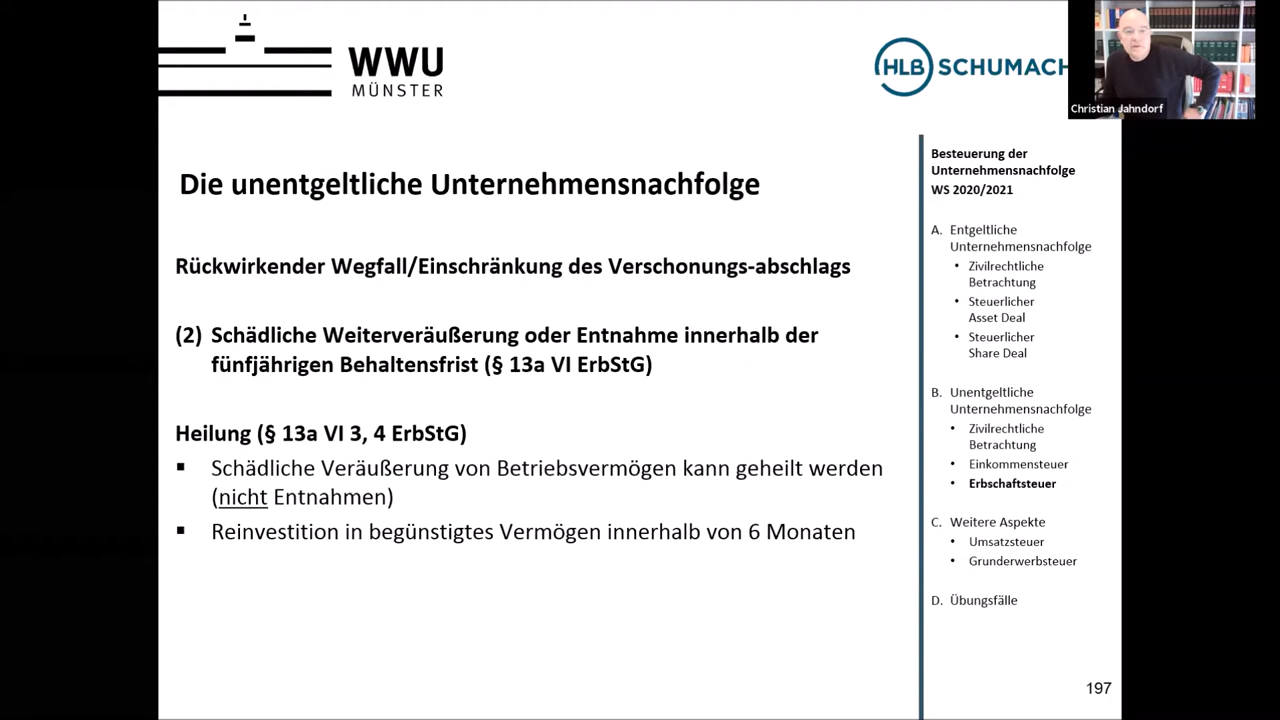 WWU
MÜNSTER
HLB SCHUMACH
Christian Jahndorf
Die unentgeltliche Unternehmensnachfolge
Rückwirkender Wegfall/Einschränkung des Verschonungs-abschlags
(2) Schädliche Weiterveräußerung oder Entnahme innerhalb der
fünfjährigen Behaltensfrist (§ 13a VI ErbStG)
Heilung (§ 13a VI 3, 4 ErbStG)
▪ Schädliche Veräußerung von Betriebsvermögen kann geheilt werden
(nicht Entnahmen)
▪ Reinvestition in begünstigtes Vermögen innerhalb von 6 Monaten
Besteuerung der
Unternehmensnachfolge
WS 2020/2021
A. Entgeltliche
Unternehmensnachfolge
• Zivilrechtliche
Betrachtung
• Steuerlicher
Asset Deal
• Steuerlicher
Share Deal
B. Unentgeltliche
Unternehmensnachfolge
• Zivilrechtliche
Betrachtung
• Einkommensteuer
• Erbschaftsteuer
C. Weitere Aspekte
• Umsatzsteuer
• Grunderwerbsteuer
D. Übungsfälle
197